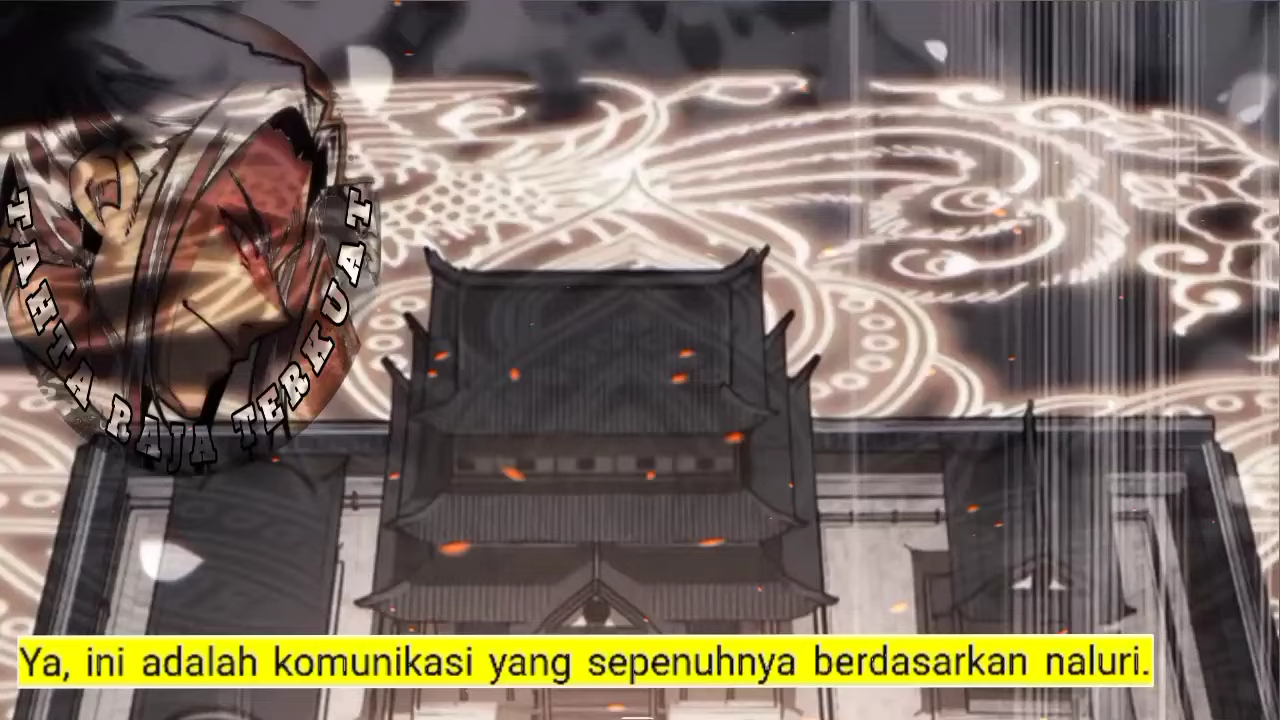 TAHTA RAJA TERKUAT
Ya, ini adalah komunikasi yang sepenuhnya berdasarkan naluri.